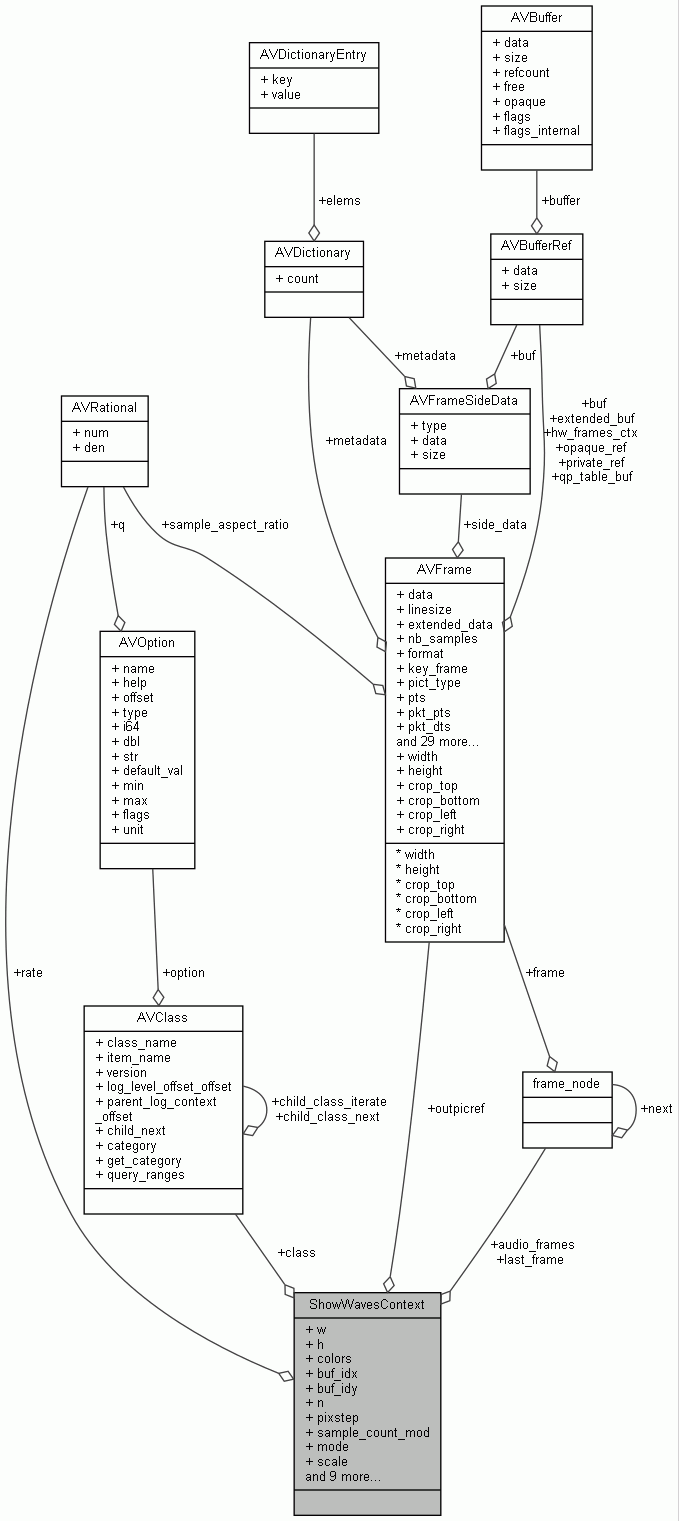 AVBuffer
+ data
+ size
+ refcount
+ free
+ opaque
+ flags
+ flags_internal
AVDictionaryEntry
+ key
+ value
+elems
+buffer
AVDictionary
+ count
AVBufferRef
+ data
+ size
+metadata
+buf
AVFrameSideData
+ type
+ data
+ size
+buf
+extended_buf
+hw_frames_ctx
+opaque_ref
+private_ref
+qp_table_buf
AVRational
+ num
+ den
+metadata
+q
+sample_aspect_ratio
+side_data
AVFrame
+ data
+ linesize
+ extended_data
+ nb_samples
+ format
+ key_frame
+ pict_type
+ pts
+ pkt_pts
+ pkt_dts
and 29 more...
+ width
+ height
+ crop_top
+ crop_bottom
+ crop_left
+ crop_right
* width
* height
* crop_top
* crop_bottom
* crop_left
* crop_right
AVOption
+ name
+ help
+ offset
+ type
+ i64
+ dbl
+ str
+ default_val
+ min
+ max
+ flags
+ unit
+rate
+option
+frame
AVClass
+ class_name
+ item_name
+ version
+ log_level_offset_offset
+ parent_log_context
_offset
+ child_next
+ category
+ get_category
+ query_ranges
+child_class_iterate
+child_class_next
+outpicref
frame_node
+next
+class
+audio_frames
+last_frame
ShowWavesContext
+ w
+ h
+ colors
+ buf_idx
+ buf_idy
+ n
+ pixstep
+ sample_count_mod
+ mode
+ scale
and 9 more...